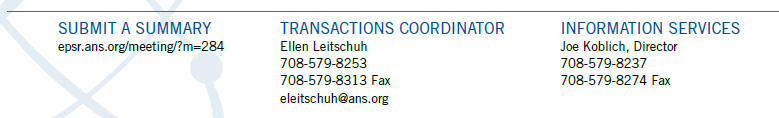 SUBMIT A SUMMARY
epsr.ans.org/meeting/?m=284
TRANSACTIONS COORDINATOR
Ellen Leitschuh
708-579-8253
708-579-8313 Fax
eleitschuh@ans.org
INFORMATION SERVICES
Joe Koblich, Director
708-579-8237
708-579-8274 Fax